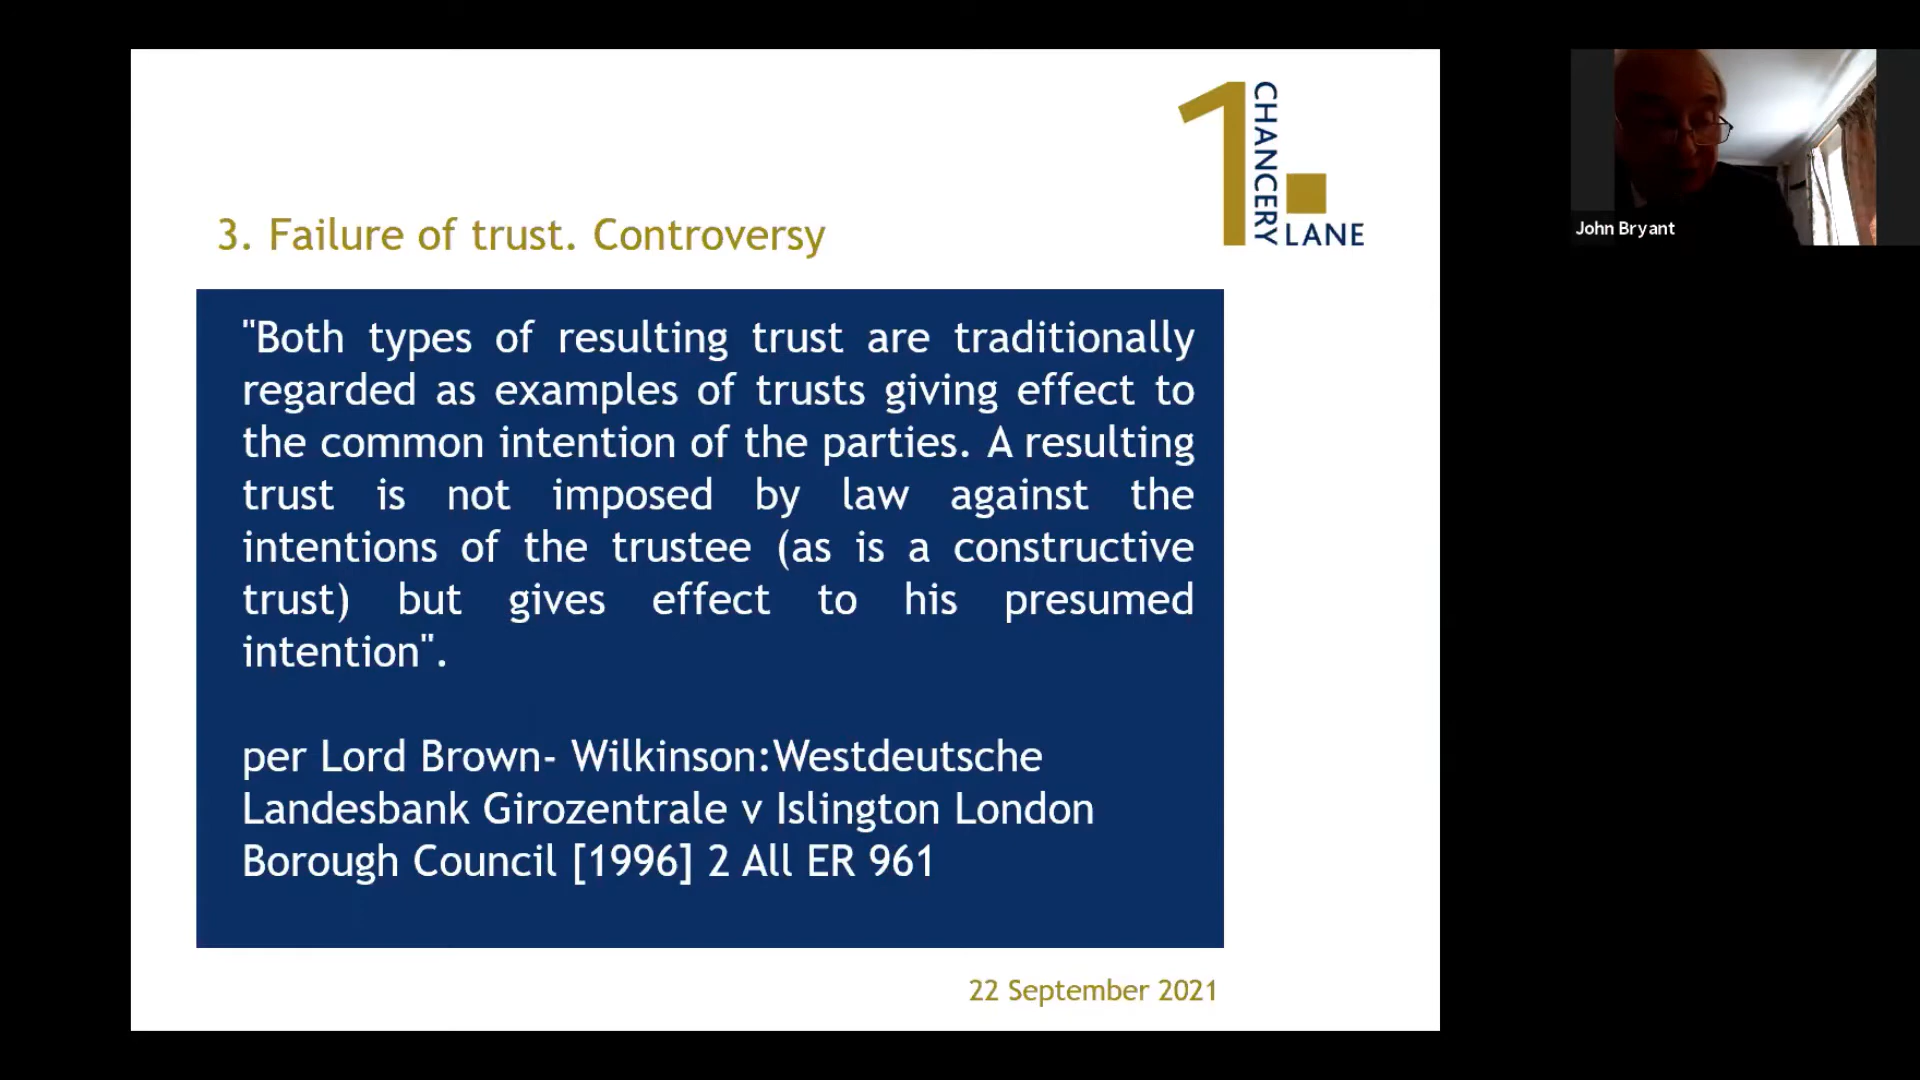 1
CHANCERY
LANE
3. Failure of trust. Controversy
"Both types of resulting trust are traditionally
regarded as examples of trusts giving effect to
the common intention of the parties. A resulting
trust is not imposed by law against the
intentions of the trustee (as is a constructive
trust) but gives effect to his presumed
intention".
per Lord Brown- Wilkinson:Westdeutsche
Landesbank Girozentrale v Islington London
Borough Council [1996] 2 All ER 961
22 September 2021
John Bryant